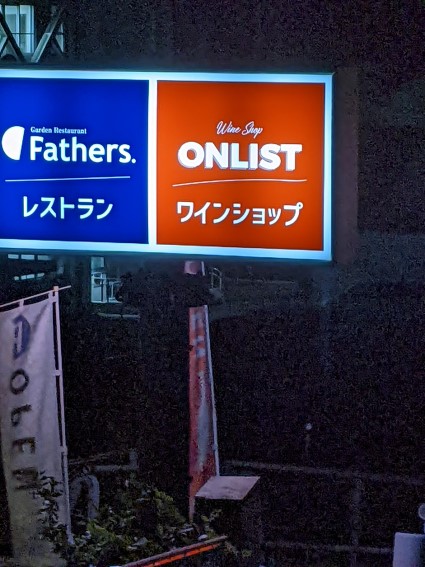 Garden Restaurant
Fathers.
レストラン
Wine Shop
ONLIST
ワインショップ
OPEN